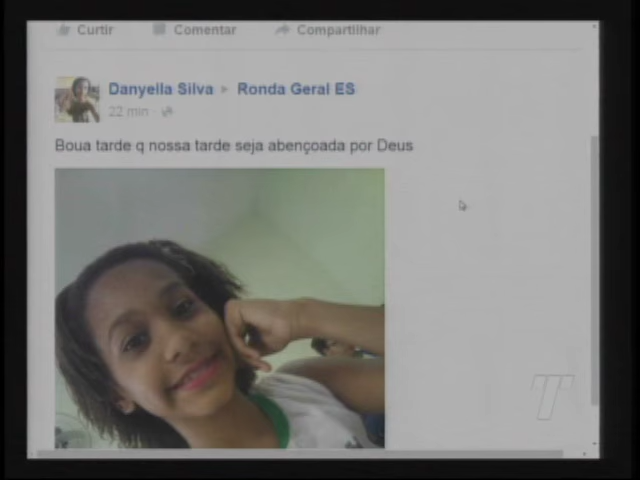 Curtir Comentar Compartilhar
Danyella Silva ▸ Ronda Geral ES
22 min ·
Boua tarde q nossa tarde seja abençoada por Deus
T